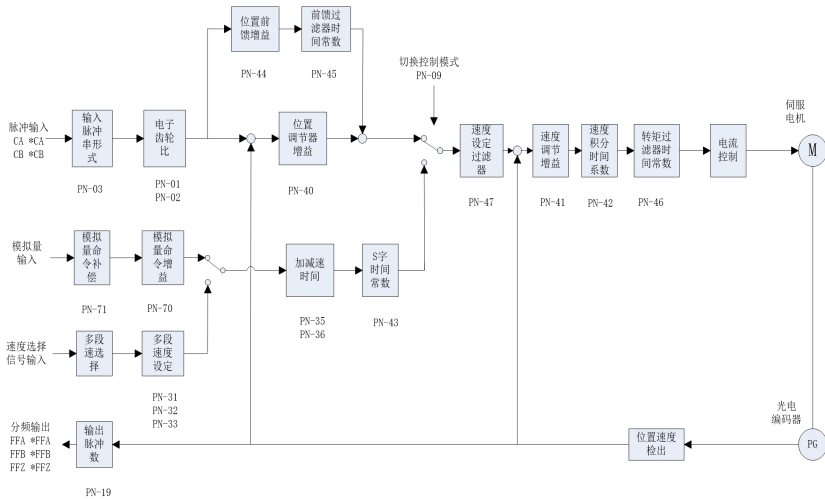 位置前
馈增益
PN-44
前馈过
滤器时
间常数
PN-45
切换控制模式
PN-09
脉冲输入
CA *CA
CB *CB
输入
脉冲
串形
式
PN-03
电子
齿轮
比
PN-01
PN-02
位置
调节器
增益
PN-40
速度
设定
过滤
器
PN-47
速度
调节
增益
PN-41
速度
积分
时间
系数
PN-42
转矩过
滤器时
间常数
PN-46
电流
控制
伺服
电机
M
模拟量
输入
模拟
量命
令补
偿
PN-71
模拟
量命
令增
益
PN-70
加减速
时间
PN-35
PN-36
S字
时间
常数
PN-43
速度选择
信号输入
多段
速选
择
多段
速度
设定
PN-31
PN-32
PN-33
分频输出
FFA *FFA
FFB *FFB
FFZ *FFZ
输出
脉冲
数
PN-19
位置速度
检出
光电
编码器
PG